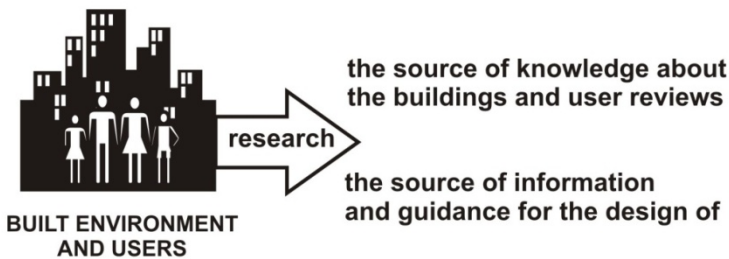 the source of knowledge about
the buildings and user reviews
research
the source of information
and guidance for the design of
BUILT ENVIRONMENT
AND USERS